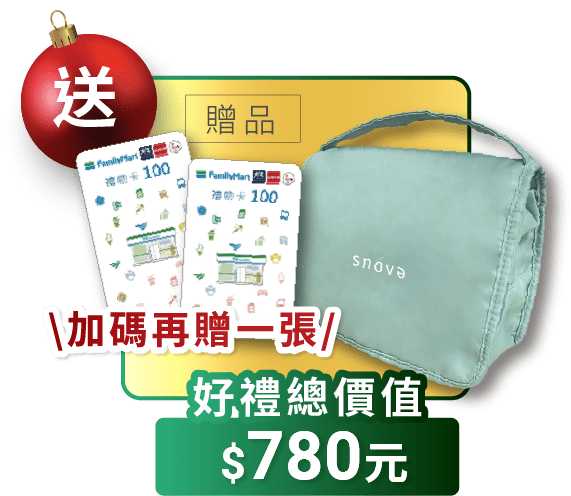 送
贈品
FamilyMart
禮物卡 100
FamilyMart
禮物卡 100
snova
\加碼再贈一張/
好禮總價值
$780元